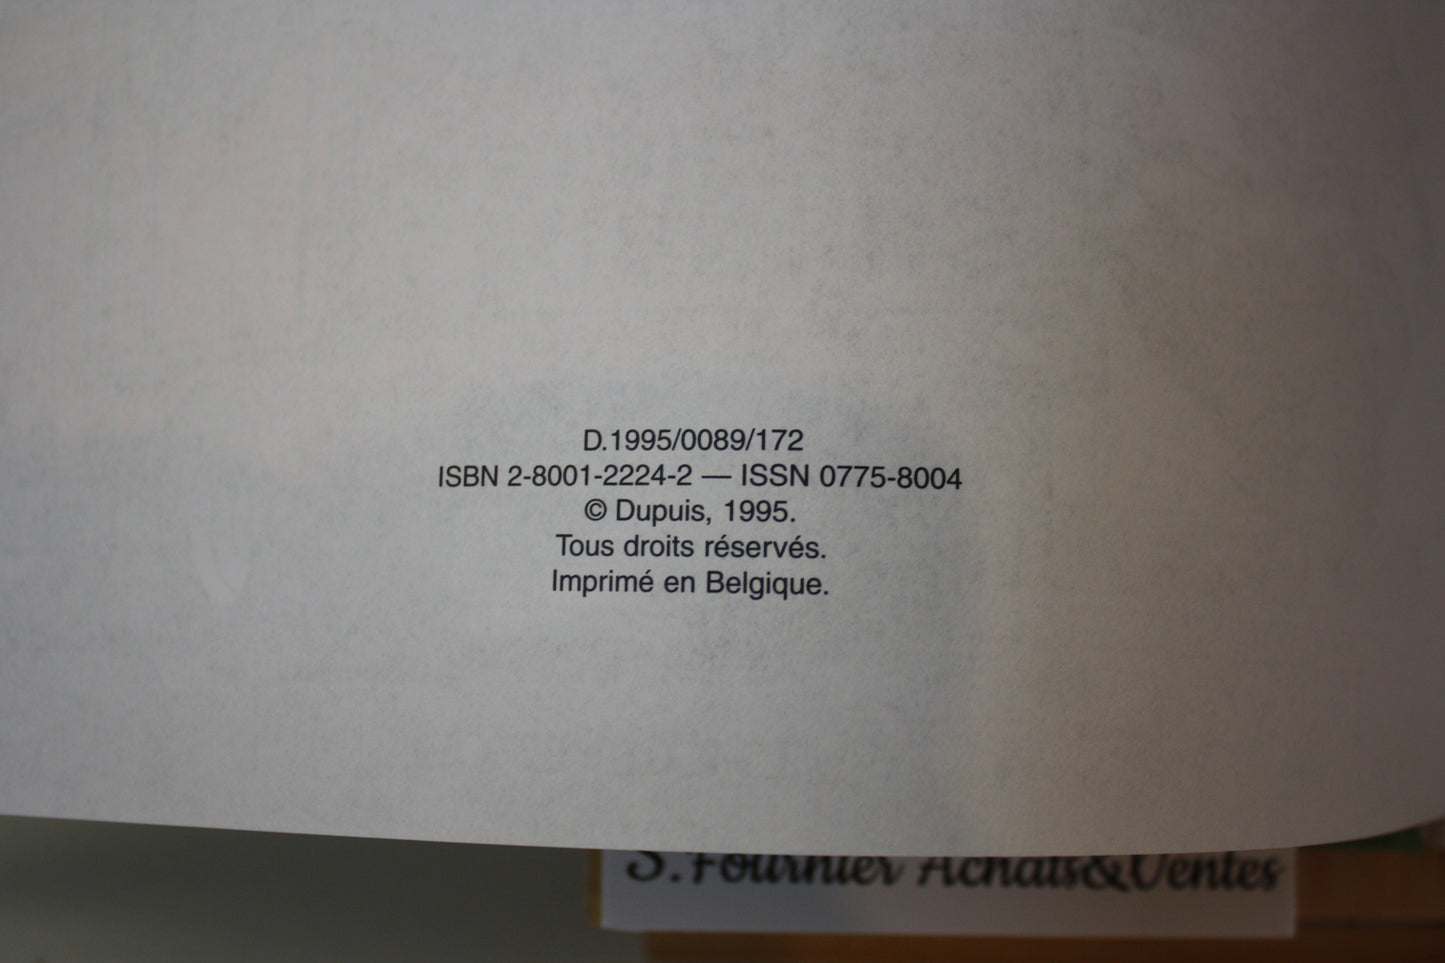 D.1995/0089/172
ISBN 2-8001-2224-2 — ISSN 0775-8004
© Dupuis, 1995.
Tous droits réservés.
Imprimé en Belgique.
S. Fournier Achats&Ventes